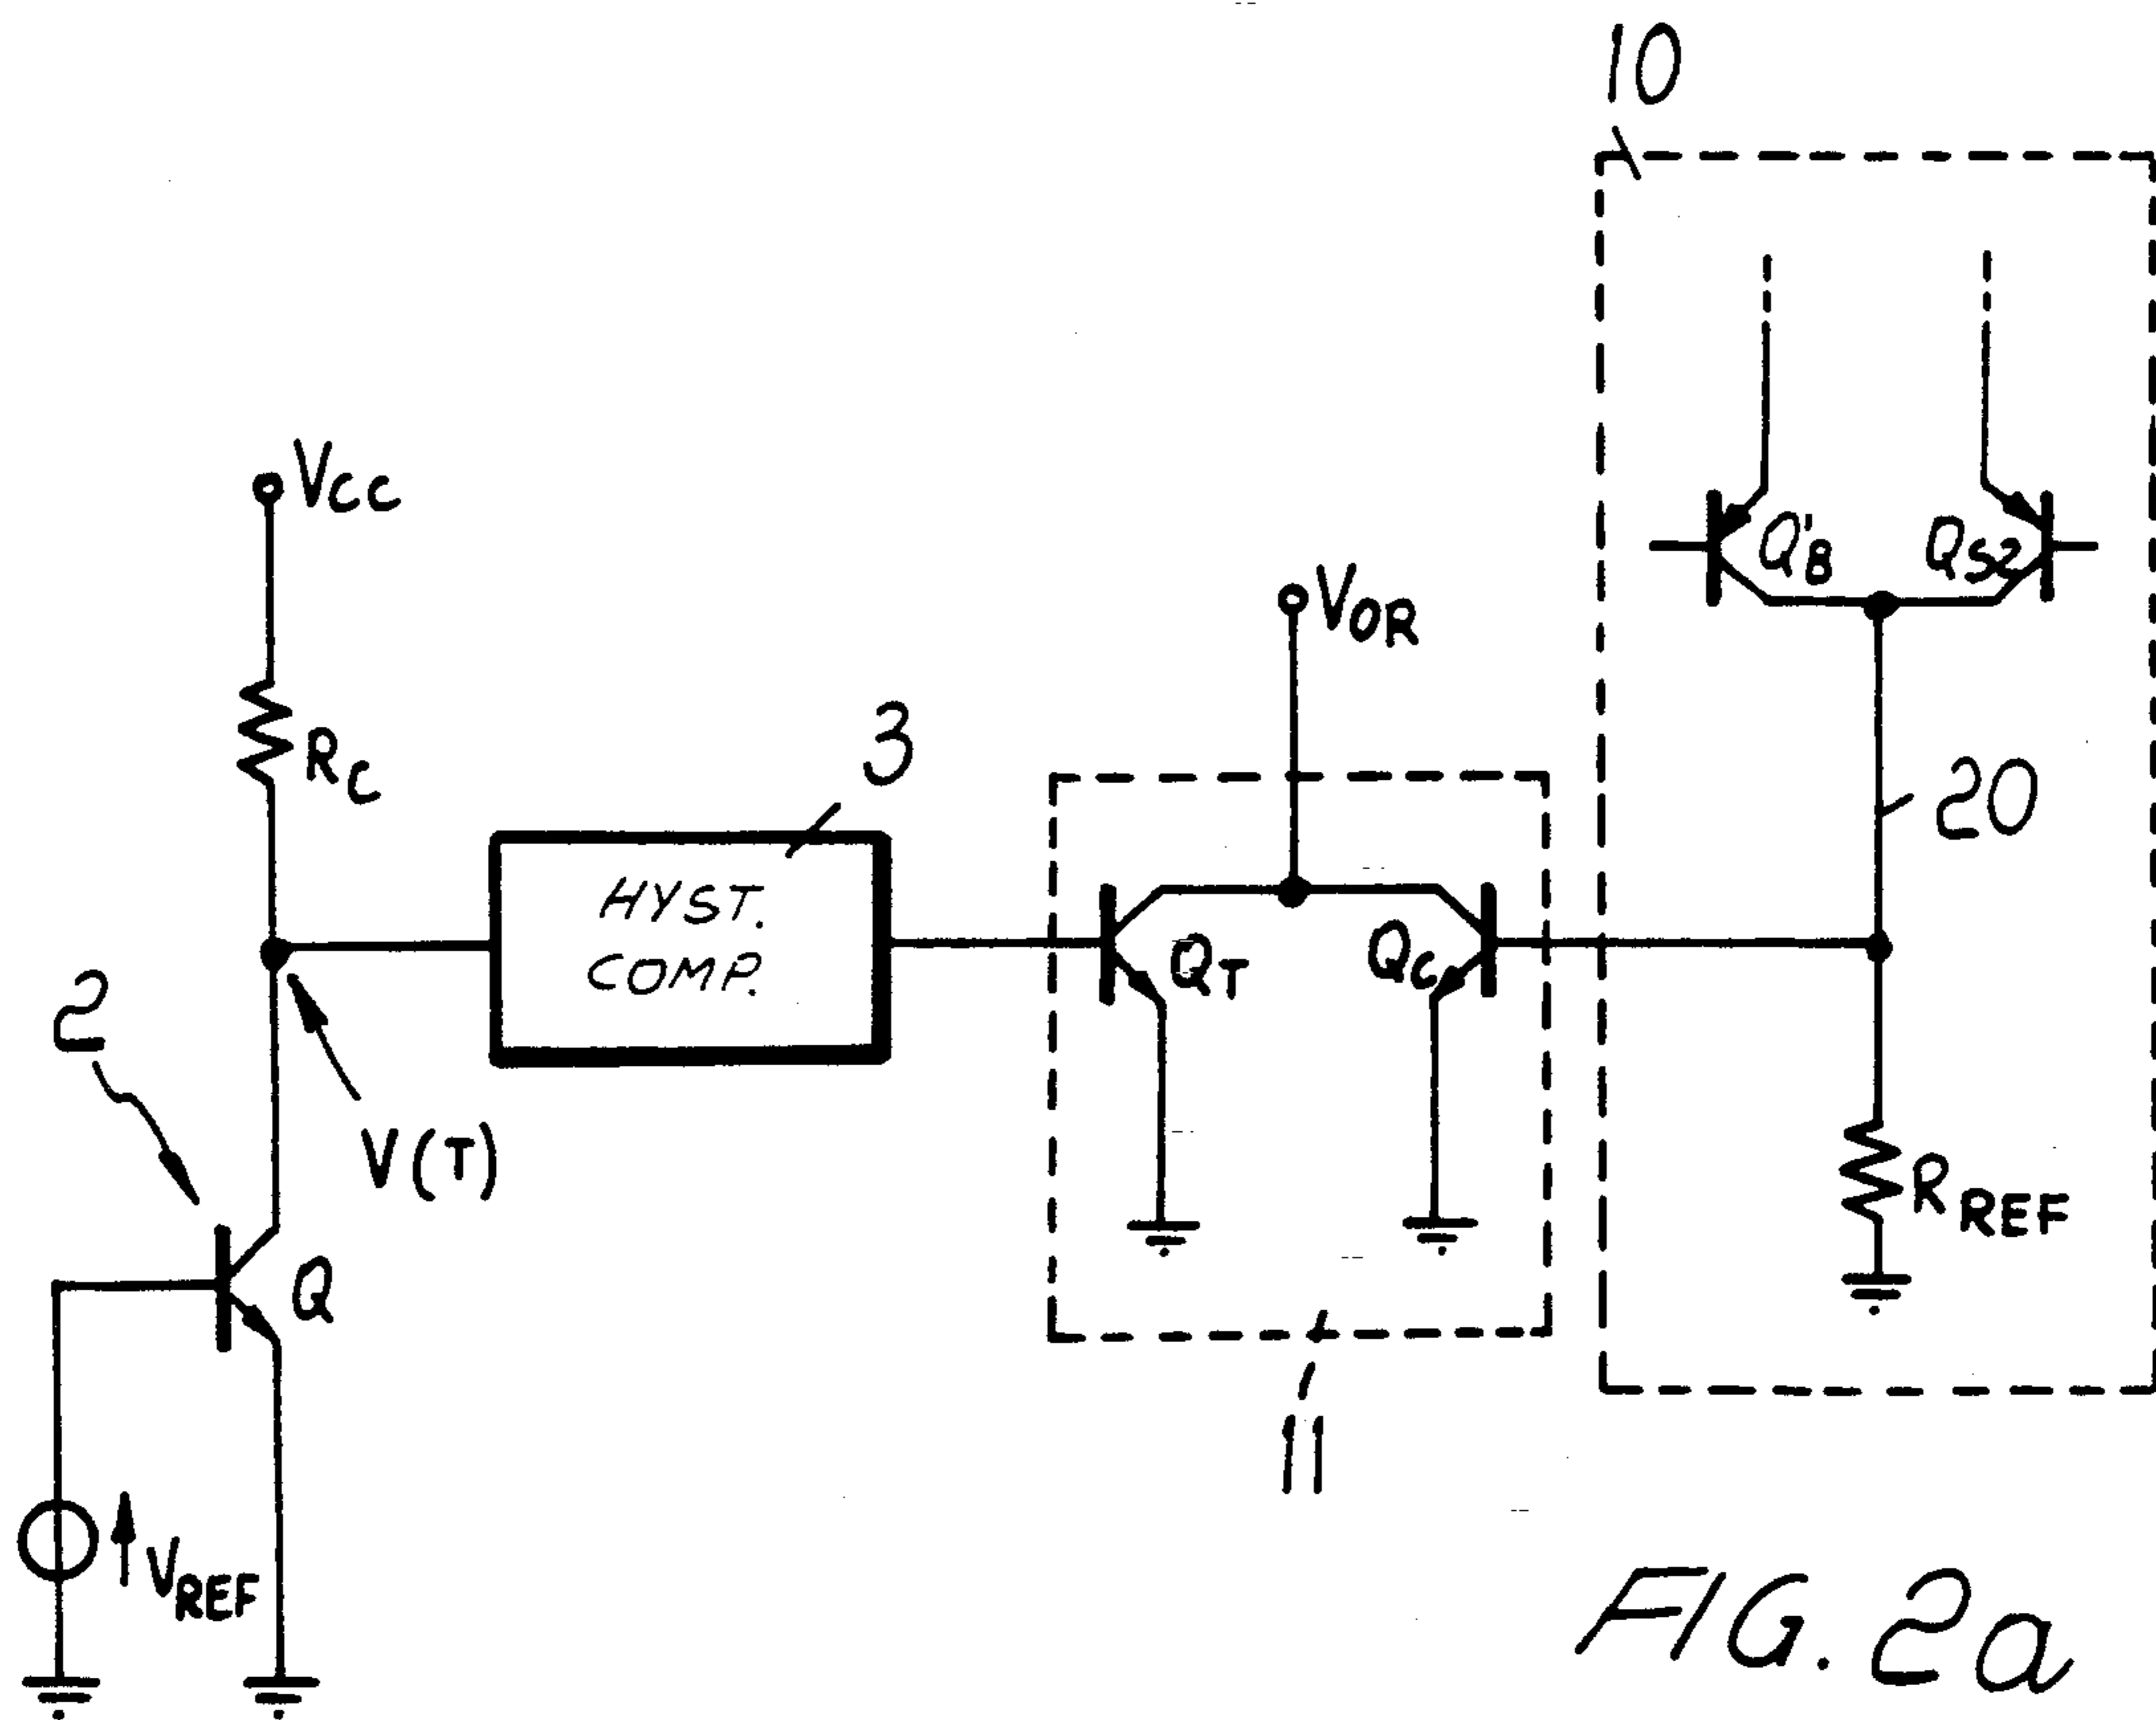 10
VCC
Q'B
QS2
VOR
RC
3
20
HYST.
COMP.
QT
QC
2
V(T)
RREF
Q
11
VREF
FIG. 2a